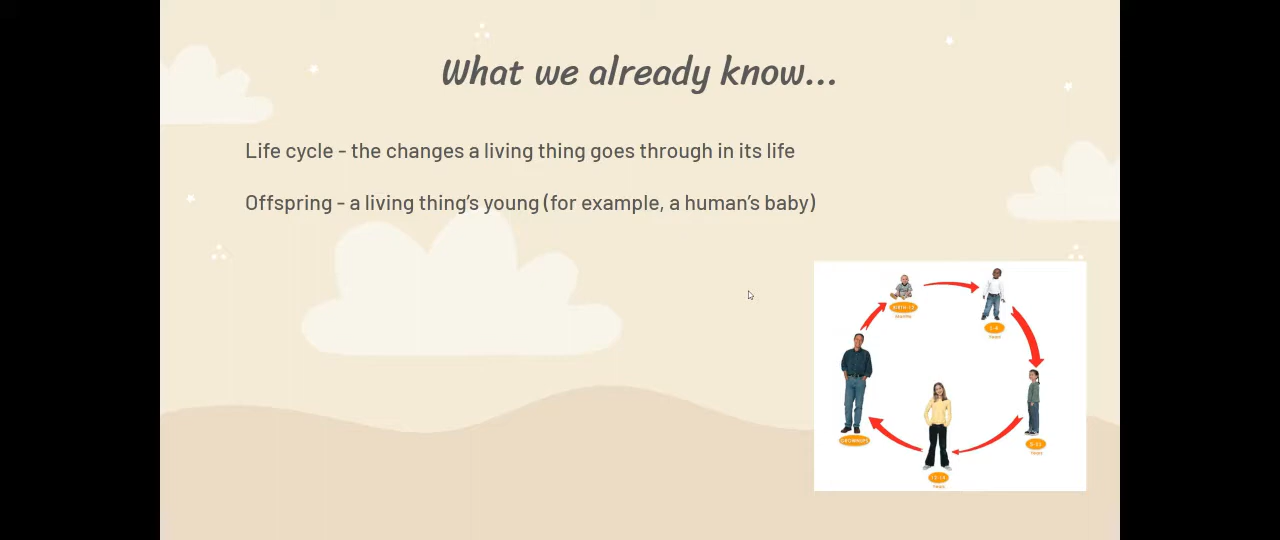 What we already know...
Life cycle - the changes a living thing goes through in its life
Offspring - a living thing's young (for example, a human's baby)
GROWNUPS